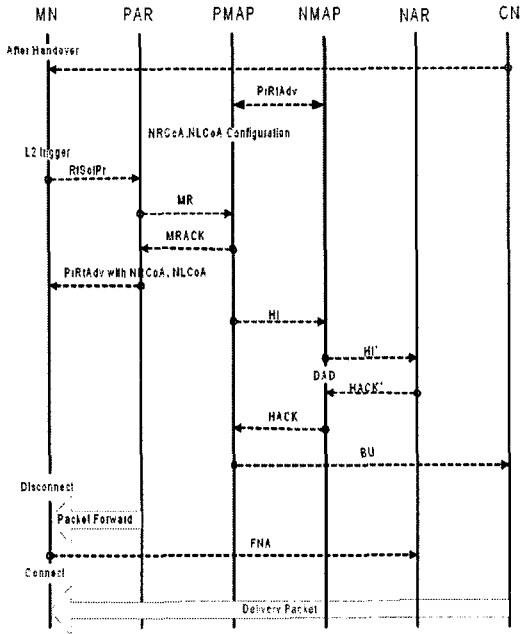 MN PAR PMAP NMAP NAR CN
After Handover
PrRtAdv
NRCoA,NLCoA Configuration
L2 trigger
RtSolPr
MR
MRACK
PrRtAdv with NRCoA, NLCoA
HI
HI'
DAD
HACK'
HACK
BU
Disconnect
Packet Forward
FNA
Connect
Delivery Packet